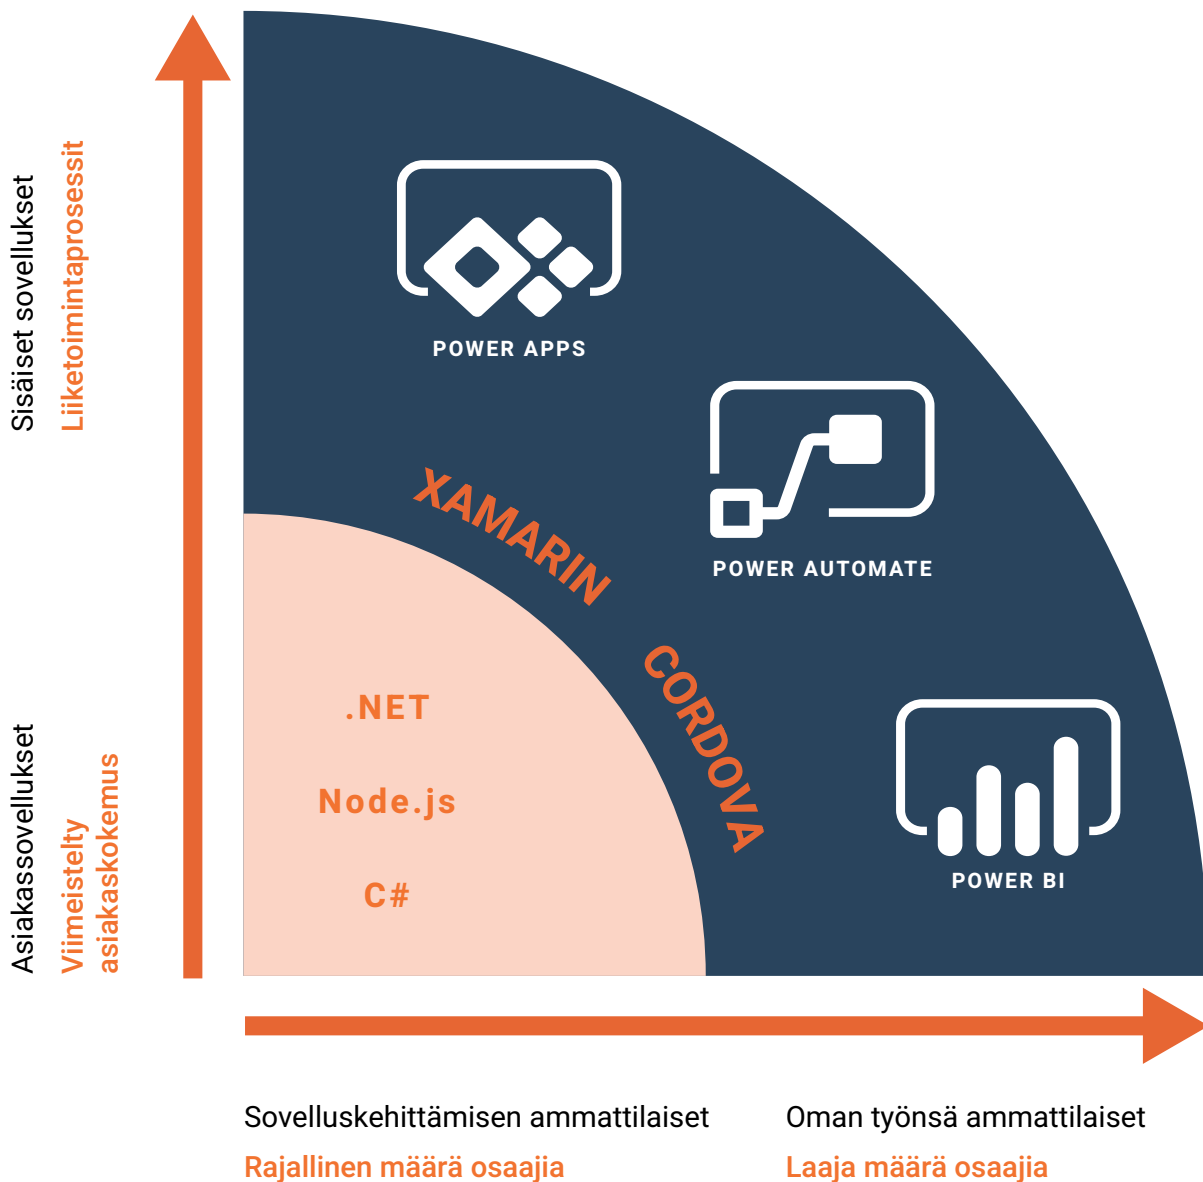 Sisäiset sovellukset
Liiketoimintaprosessit
POWER APPS
POWER AUTOMATE
XAMARIN
CORDOVA
POWER BI
.NET
Node.js
C#
Asiakassovellukset
Viimeistelty
asiakaskokemus
Sovelluskehittämisen ammattilaiset
Rajallinen määrä osaajia
Oman työnsä ammattilaiset
Laaja määrä osaajia